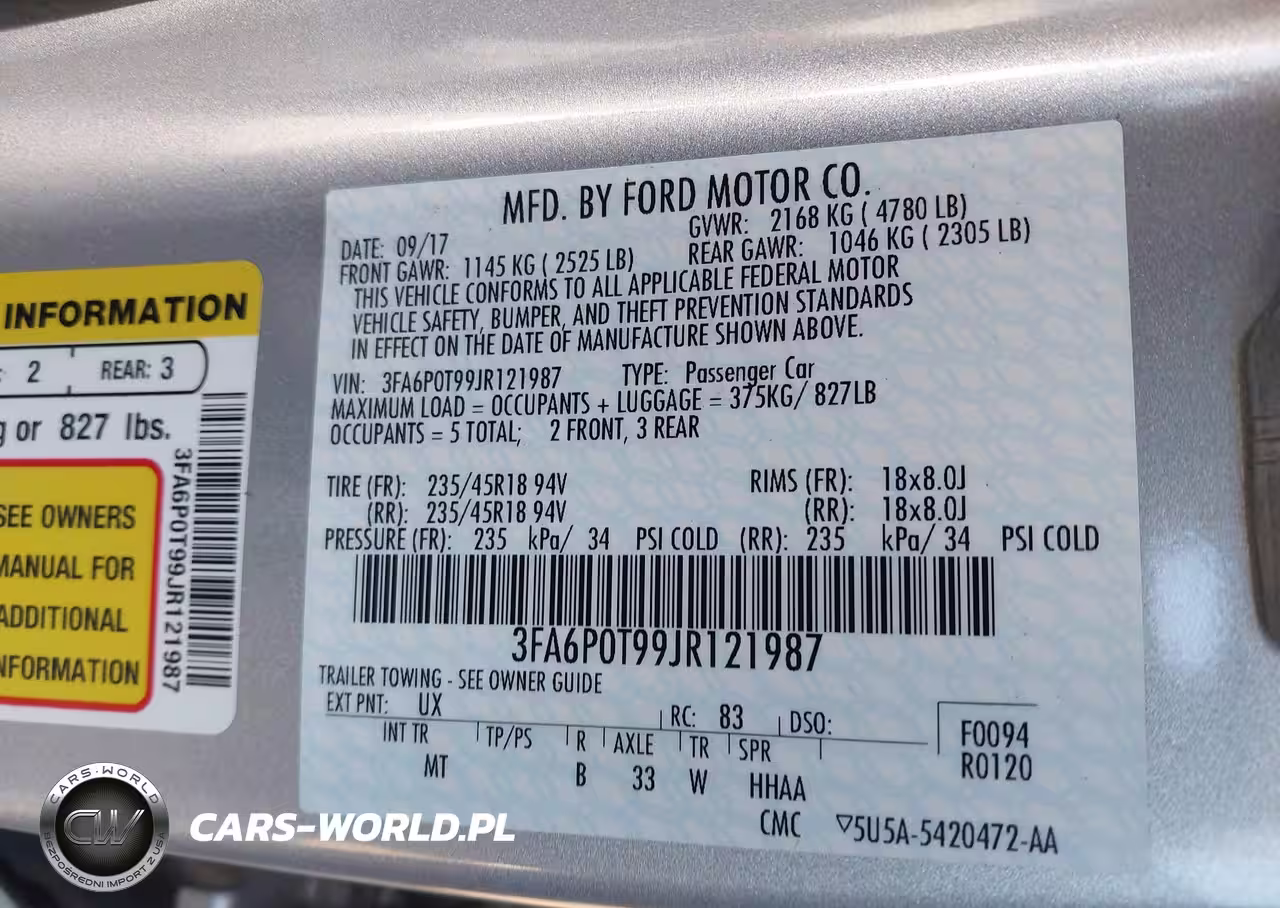 INFORMATION
2 REAR: 3
or 827 lbs.
SEE OWNERS
MANUAL FOR
ADDITIONAL
INFORMATION
3FA6P0T99JR121987
MFD. BY FORD MOTOR CO.
DATE: 09/17 GVWR: 2168 KG ( 4780 LB)
FRONT GAWR: 1145 KG ( 2525 LB) REAR GAWR: 1046 KG ( 2305 LB)
THIS VEHICLE CONFORMS TO ALL APPLICABLE FEDERAL MOTOR
VEHICLE SAFETY, BUMPER, AND THEFT PREVENTION STANDARDS
IN EFFECT ON THE DATE OF MANUFACTURE SHOWN ABOVE.
VIN: 3FA6P0T99JR121987 TYPE: Passenger Car
MAXIMUM LOAD = OCCUPANTS + LUGGAGE = 375KG/ 827LB
OCCUPANTS = 5 TOTAL; 2 FRONT, 3 REAR
TIRE (FR): 235/45R18 94V RIMS (FR): 18x8.0J
(RR): 235/45R18 94V (RR): 18x8.0J
PRESSURE (FR): 235 kPa/ 34 PSI COLD (RR): 235 kPa/ 34 PSI COLD
3FA6P0T99JR121987
TRAILER TOWING - SEE OWNER GUIDE
EXT PNT: UX RC: 83 DSO:
INT TR TP/PS R AXLE TR SPR
MT B 33 W HHAA
F0094
R0120
CMC ▽5U5A-5420472-AA
CARS-WORLD
CW
BEZPOŚREDNI IMPORT Z USA
CARS-WORLD.PL